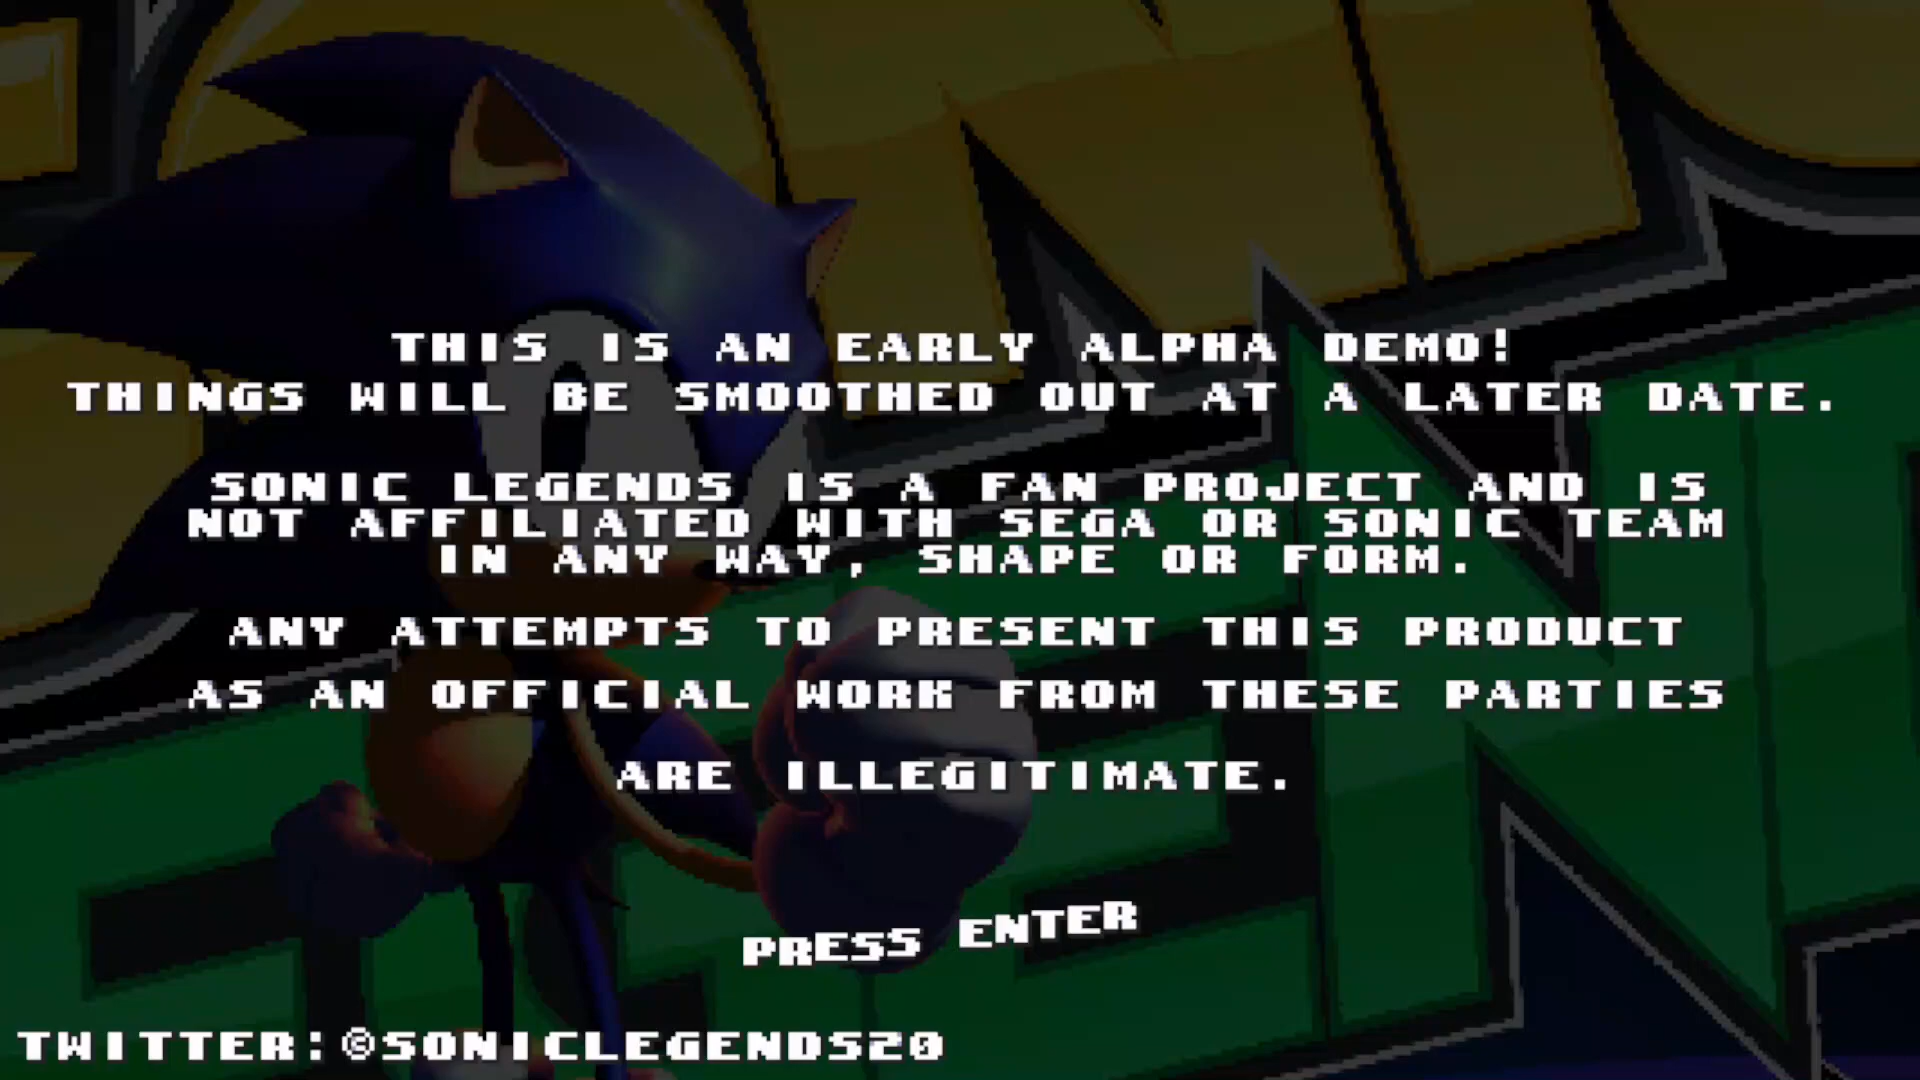 THIS IS AN EARLY ALPHA DEMO!
THINGS WILL BE SMOOTHED OUT AT A LATER DATE.
SONIC LEGENDS IS A FAN PROJECT AND IS
NOT AFFILIATED WITH SEGA OR SONIC TEAM
IN ANY WAY, SHAPE OR FORM.
ANY ATTEMPTS TO PRESENT THIS PRODUCT
AS AN OFFICIAL WORK FROM THESE PARTIES
ARE ILLEGITIMATE.
PRESS ENTER
TWITTER:©SONICLEGENDS20